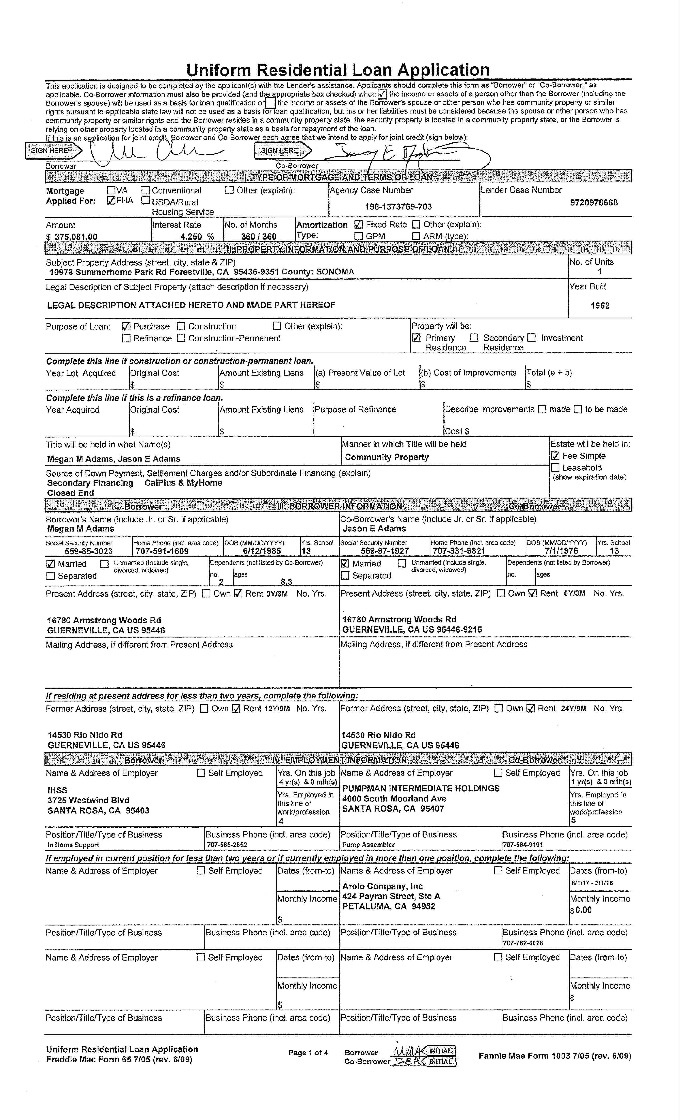 Uniform Residential Loan Application
This application is designed to be completed by the applicant(s) with the Lender's assistance. Applicants should complete this form as "Borrower" or "Co-Borrower," as
applicable. Co-Borrower information must also be provided (and the appropriate box checked) when ☑ the income or assets of a person other than the Borrower (including the
Borrower's spouse) will be used as a basis for loan qualification or ☐ the income or assets of the Borrower's spouse or other person who has community property or similar
rights pursuant to applicable state law will not be used as a basis for loan qualification, but his or her liabilities must be considered because the spouse or other person who has
community property or similar rights and the Borrower resides in a community property state, the security property is located in a community property state, or the Borrower is
relying on other property located in a community property state as a basis for repayment of the loan.
If this is an application for joint credit, Borrower and Co-Borrower each agree that we intend to apply for joint credit (sign below):
SIGN HERE SIGN HERE
Borrower Co-Borrower
I. TYPE OF MORTGAGE AND TERMS OF LOAN
Mortgage ☐ VA ☐ Conventional ☐ Other (explain): Agency Case Number Lender Case Number
Applied For: ☑ FHA ☐ USDA/Rural Housing Service 198-1373769-703 9720976668
Amount Interest Rate No. of Months Amortization ☑ Fixed Rate ☐ Other (explain):
$ 375,081.00 4.250 % 360 / 360 Type: ☐ GPM ☐ ARM (type):
II. PROPERTY INFORMATION AND PURPOSE OF LOAN
Subject Property Address (street, city, state & ZIP) No. of Units
10978 Summerhome Park Rd Forestville, CA 95436-9351 County: SONOMA 1
Legal Description of Subject Property (attach description if necessary) Year Built
LEGAL DESCRIPTION ATTACHED HERETO AND MADE PART HEREOF 1962
Purpose of Loan: ☑ Purchase ☐ Construction ☐ Other (explain): Property will be:
☐ Refinance ☐ Construction-Permanent ☑ Primary Residence ☐ Secondary Residence ☐ Investment
Complete this line if construction or construction-permanent loan.
Year Lot Acquired Original Cost Amount Existing Liens (a) Present Value of Lot (b) Cost of Improvements Total (a + b)
$ $ $ $ $
Complete this line if this is a refinance loan.
Year Acquired Original Cost Amount Existing Liens Purpose of Refinance Describe Improvements ☐ made ☐ to be made
$ $ Cost $
Title will be held in what Name(s) Manner in which Title will be held Estate will be held in:
Megan M Adams, Jason E Adams Community Property ☑ Fee Simple
Source of Down Payment, Settlement Charges and/or Subordinate Financing (explain) ☐ Leasehold
Secondary Financing CalPlus & MyHome (show expiration date)
Closed End
Borrower III. BORROWER INFORMATION Co-Borrower
Borrower's Name (include Jr. or Sr. if applicable) Co-Borrower's Name (include Jr. or Sr. if applicable)
Megan M Adams Jason E Adams
Social Security Number Home Phone (incl. area code) DOB (MM/DD/YYYY) Yrs. School Social Security Number Home Phone (incl. area code) DOB (MM/DD/YYYY) Yrs. School
707-591-1609 6/12/1985 13 707-331-6821 7/1/1976 13
☑ Married ☐ Unmarried (include single, divorced, widowed) Dependents (not listed by Co-Borrower) ☑ Married ☐ Unmarried (include single, divorced, widowed) Dependents (not listed by Borrower)
☐ Separated no. 2 ages 8,3 ☐ Separated no. ages
Present Address (street, city, state, ZIP) ☐ Own ☑ Rent 0Y/9M No. Yrs. Present Address (street, city, state, ZIP) ☐ Own ☑ Rent No. Yrs.
16780 Armstrong Woods Rd 16780 Armstrong Woods Rd
GUERNEVILLE, CA US 95446 GUERNEVILLE, CA US 95446-9215
Mailing Address, if different from Present Address Mailing Address, if different from Present Address
If residing at present address for less than two years, complete the following:
Former Address (street, city, state, ZIP) ☐ Own ☑ Rent 12Y/9M No. Yrs. Former Address (street, city, state, ZIP) ☐ Own ☑ Rent 24Y/9M No. Yrs.
14530 Rio Nido Rd 14530 Rio Nido Rd
GUERNEVILLE, CA US 95446 GUERNEVILLE, CA US 95446
Borrower IV. EMPLOYMENT INFORMATION Co-Borrower
Name & Address of Employer ☐ Self Employed Yrs. On this job Name & Address of Employer ☐ Self Employed Yrs. On this job
4 yr(s) & 0 mth(s) 1 yr(s) & 0 mth(s)
IHSS PUMPMAN INTERMEDIATE HOLDINGS
3725 Westwind Blvd 4000 South Moorland Ave
SANTA ROSA, CA 95403 SANTA ROSA, CA 95407
Yrs. Employed in this line of work/profession 4 Yrs. Employed in this line of work/profession 5
Position/Title/Type of Business Business Phone (incl. area code) Position/Title/Type of Business Business Phone (incl. area code)
In Home Support 707-565-2852 Pump Assembler 707-584-9191
If employed in current position for less than two years or if currently employed in more than one position, complete the following:
Name & Address of Employer ☐ Self Employed Dates (from-to) Name & Address of Employer ☐ Self Employed Dates (from-to)
Arolo Company, Inc
Monthly Income 424 Payran Street, Ste A Monthly Income
$ PETALUMA, CA 94952 $ 0.00
Position/Title/Type of Business Business Phone (incl. area code) Position/Title/Type of Business Business Phone (incl. area code)
Name & Address of Employer ☐ Self Employed Dates (from-to) Name & Address of Employer ☐ Self Employed Dates (from-to)
Monthly Income Monthly Income
$ $
Position/Title/Type of Business Business Phone (incl. area code) Position/Title/Type of Business Business Phone (incl. area code)
Uniform Residential Loan Application
Freddie Mac Form 65 7/05 (rev. 6/09) Page 1 of 4 Borrower INITIAL Fannie Mae Form 1003 7/05 (rev. 6/09)
Co-Borrower INITIAL